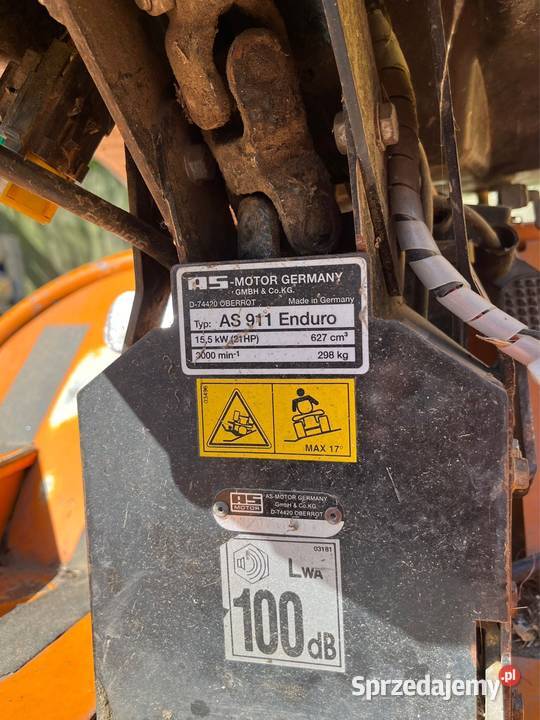 AS-MOTOR GERMANY
GMBH & Co.KG.
D-74420 OBERROT Made in Germany
Typ: AS 911 Enduro
15,5 kW (21HP) 627 cm³
3000 min⁻¹ 298 kg
03496
MAX 17°
AS MOTOR
AS-MOTOR GERMANY
GmbH & Co.KG
D-74420 OBERROT
03181
LWA
100 dB
Sprzedajemy.pl